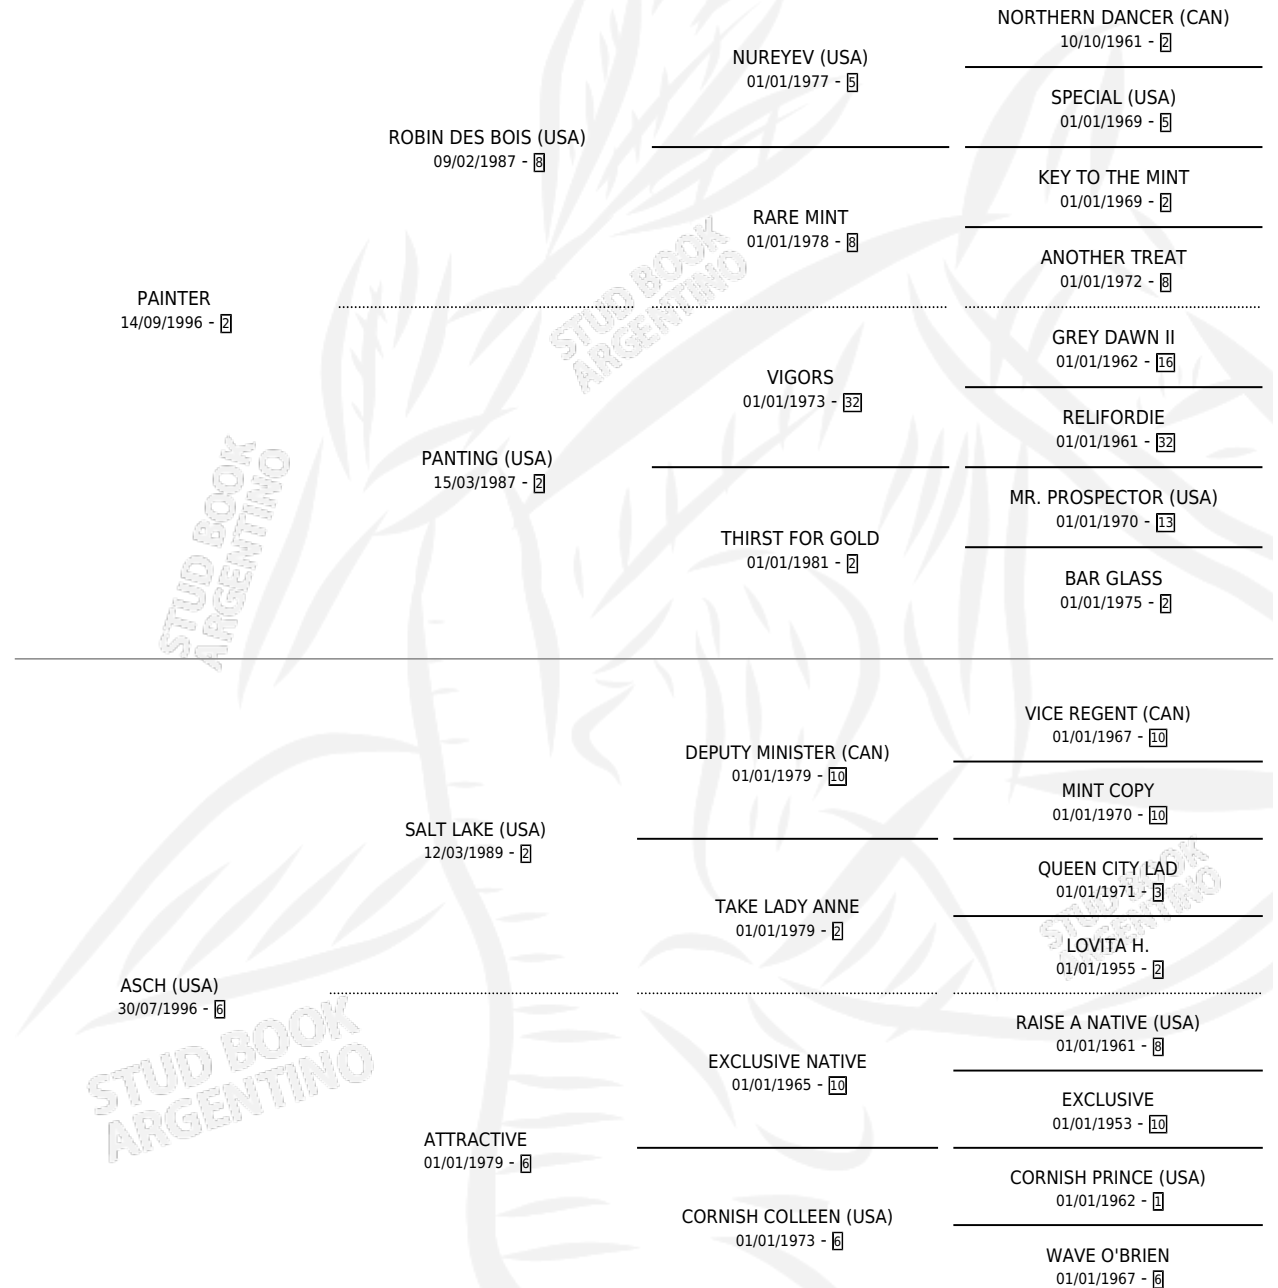 NORTHERN DANCER (CAN)
10/10/1961 - 2
NUREYEV (USA)
01/01/1977 - 5
SPECIAL (USA)
01/01/1969 - 5
ROBIN DES BOIS (USA)
09/02/1987 - 8
KEY TO THE MINT
01/01/1969 - 2
RARE MINT
01/01/1978 - 8
ANOTHER TREAT
01/01/1972 - 8
PAINTER
14/09/1996 - 2
GREY DAWN II
01/01/1962 - 16
VIGORS
01/01/1973 - 32
RELIFORDIE
01/01/1961 - 32
PANTING (USA)
15/03/1987 - 2
MR. PROSPECTOR (USA)
01/01/1970 - 13
THIRST FOR GOLD
01/01/1981 - 2
BAR GLASS
01/01/1975 - 2
VICE REGENT (CAN)
01/01/1967 - 10
DEPUTY MINISTER (CAN)
01/01/1979 - 10
MINT COPY
01/01/1970 - 10
SALT LAKE (USA)
12/03/1989 - 2
QUEEN CITY LAD
01/01/1971 - 3
TAKE LADY ANNE
01/01/1979 - 2
LOVITA H.
01/01/1955 - 2
ASCH (USA)
30/07/1996 - 6
RAISE A NATIVE (USA)
01/01/1961 - 8
EXCLUSIVE NATIVE
01/01/1965 - 10
EXCLUSIVE
01/01/1953 - 10
ATTRACTIVE
01/01/1979 - 6
CORNISH PRINCE (USA)
01/01/1962 - 1
CORNISH COLLEEN (USA)
01/01/1973 - 6
WAVE O'BRIEN
01/01/1967 - 6
STUD BOOK
ARGENTINO
STUD BOOK
ARGENTINO
STUD BOOK
ARGENTINO
STUD BOOK
ARGENTINO